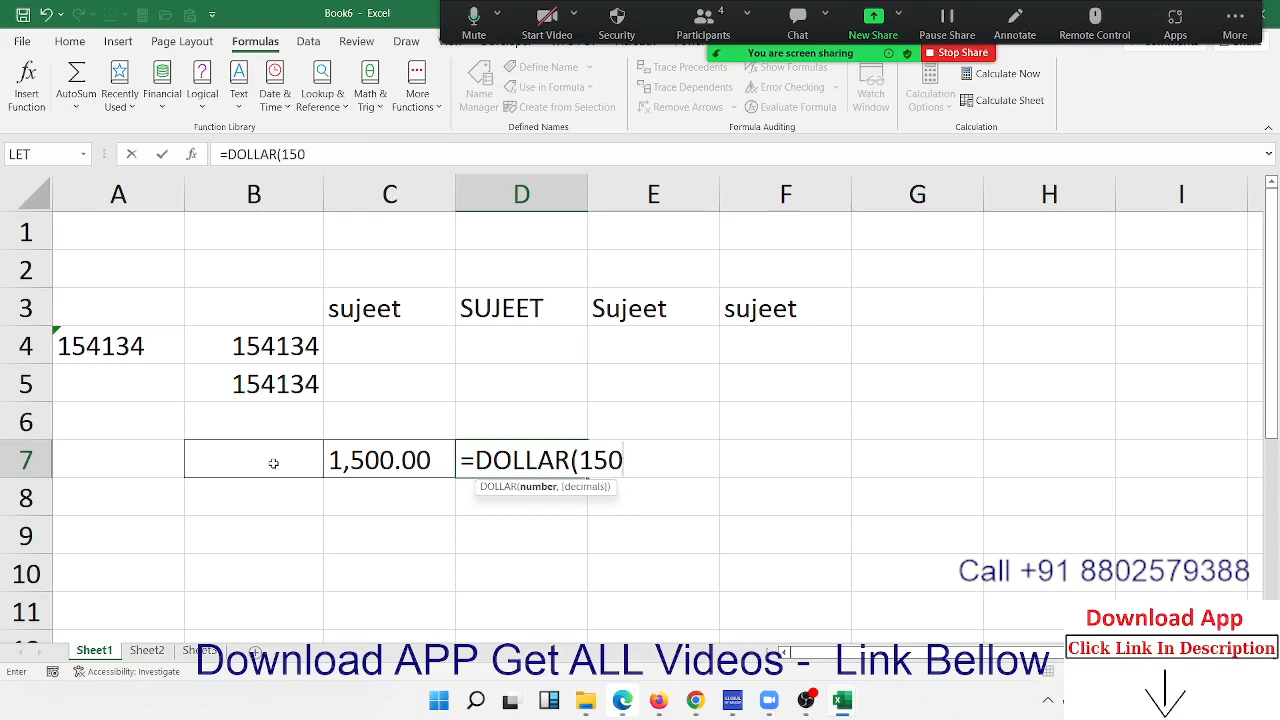 Book6 - Excel
Mute
Start Video
Security
4
Participants
Chat
New Share
Pause Share
Annotate
Remote Control
Apps
More
You are screen sharing
Stop Share
File
Home
Insert
Page Layout
Formulas
Data
Review
Draw
Insert Function
AutoSum
Recently Used
Financial
Logical
Text
Date & Time
Lookup & Reference
Math & Trig
More Functions
Name Manager
Define Name
Use in Formula
Create from Selection
Trace Precedents
Trace Dependents
Remove Arrows
Show Formulas
Error Checking
Evaluate Formula
Watch Window
Calculation Options
Calculate Now
Calculate Sheet
Function Library
Defined Names
Formula Auditing
Calculation
LET
fx
=DOLLAR(150
A B C D E F G H I
1
2
3 sujeet SUJEET Sujeet sujeet
4 154134 154134
5 154134
6
7 1,500.00 =DOLLAR(150
DOLLAR(number, [decimals])
8
9
10
11
Call +91 8802579388
Download App
Click Link In Description
Sheet1 Sheet2 Sheet3
Download APP Get ALL Videos - Link Bellow
Enter
Accessibility: Investigate